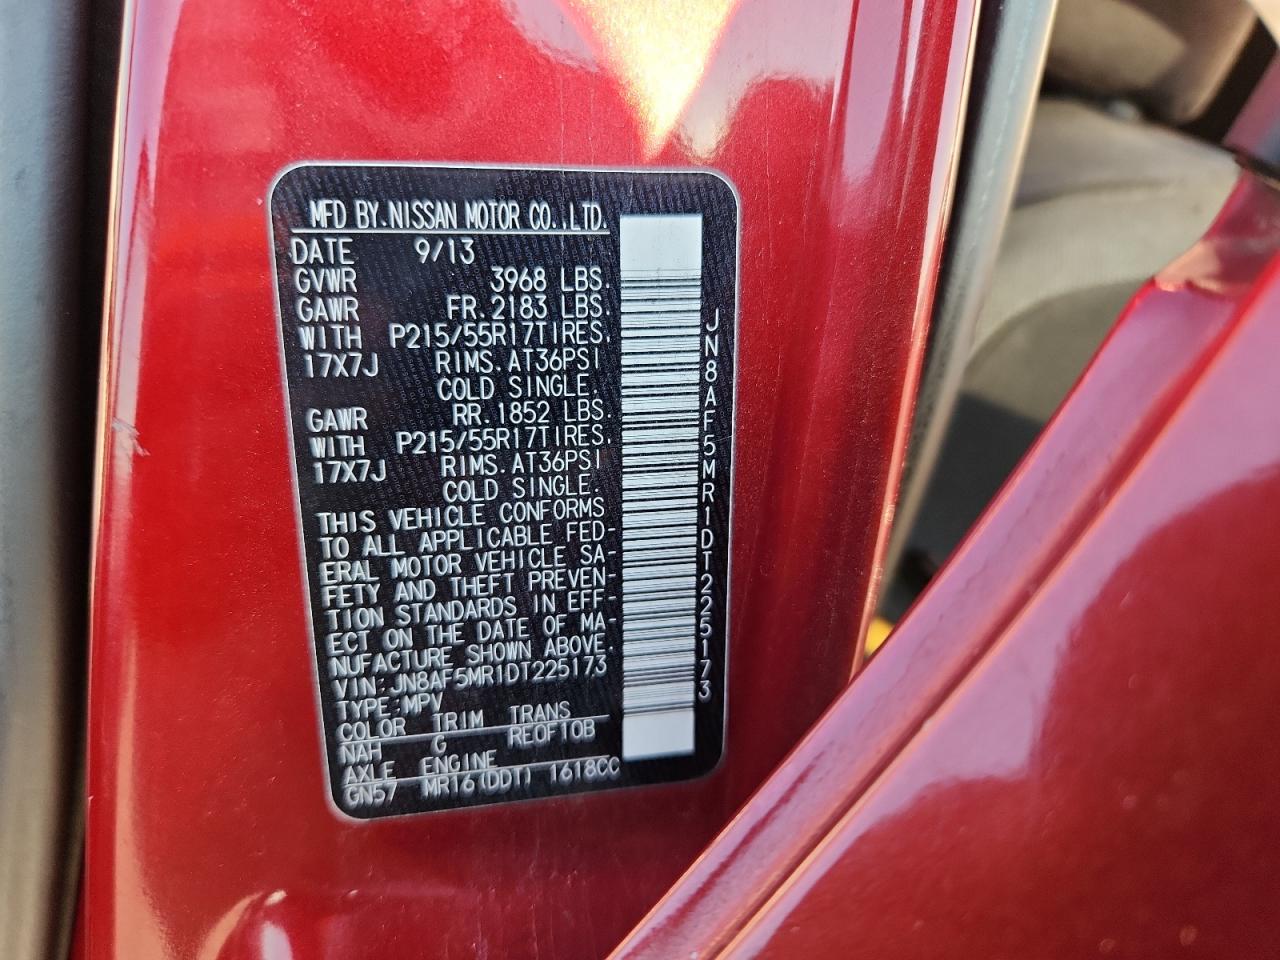 MFD BY.NISSAN MOTOR CO.,LTD.
DATE 9/13
GVWR 3968 LBS.
GAWR FR.2183 LBS.
WITH P215/55R17TIRES.
17X7J RIMS.AT36PSI
COLD SINGLE.
GAWR RR.1852 LBS.
WITH P215/55R17TIRES.
17X7J RIMS.AT36PSI
COLD SINGLE.
THIS VEHICLE CONFORMS
TO ALL APPLICABLE FED-
ERAL MOTOR VEHICLE SA-
FETY AND THEFT PREVEN-
TION STANDARDS IN EFF-
ECT ON THE DATE OF MA-
NUFACTURE SHOWN ABOVE.
VIN:JN8AF5MR1DT225173
TYPE:MPV
COLOR TRIM TRANS
NAH G RE0F10B
AXLE ENGINE
GN57 MR16(DDT) 1618CC
JN8AF5MR1DT225173